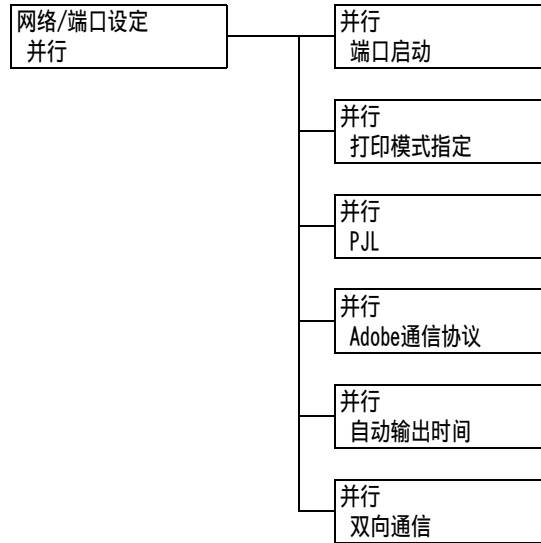 网络/端口设定
并行
并行
端口启动
并行
打印模式指定
并行
PJL
并行
Adobe通信协议
并行
自动输出时间
并行
双向通信